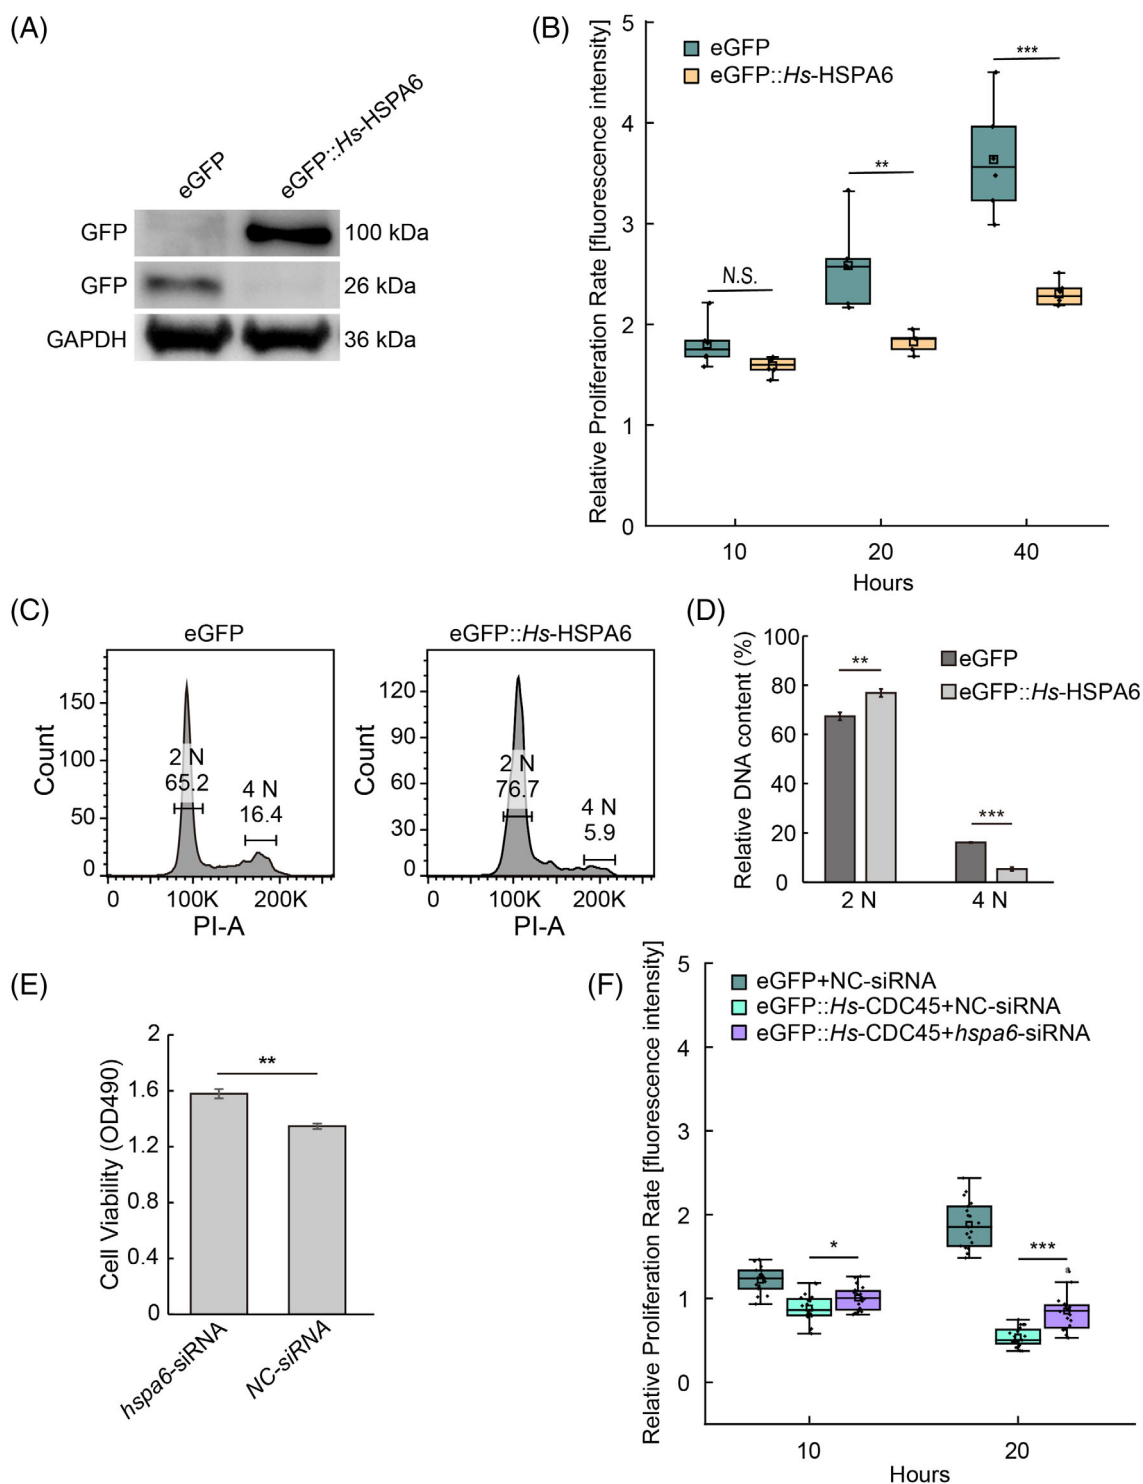 (A)
eGFP
eGFP::Hs-HSPA6
GFP
100 kDa
GFP
26 kDa
GAPDH
36 kDa
(B)
Relative Proliferation Rate [fluorescence intensity]
5
4
3
2
1
0
eGFP
eGFP::Hs-HSPA6
N.S.
**
***
10
20
40
Hours
(C)
eGFP
Count
150
100
50
0
2 N
65.2
4 N
16.4
0
100K
200K
PI-A
eGFP::Hs-HSPA6
Count
120
90
60
30
0
2 N
76.7
4 N
5.9
0
100K
200K
PI-A
(D)
Relative DNA content (%)
100
80
60
40
20
0
eGFP
eGFP::Hs-HSPA6
**
***
2 N
4 N
(E)
Cell Viability (OD490)
2
1.6
1.2
0.8
0.4
0
**
hspa6-siRNA
NC-siRNA
(F)
Relative Proliferation Rate [fluorescence intensity]
5
4
3
2
1
0
eGFP+NC-siRNA
eGFP::Hs-CDC45+NC-siRNA
eGFP::Hs-CDC45+hspa6-siRNA
*
***
10
20
Hours